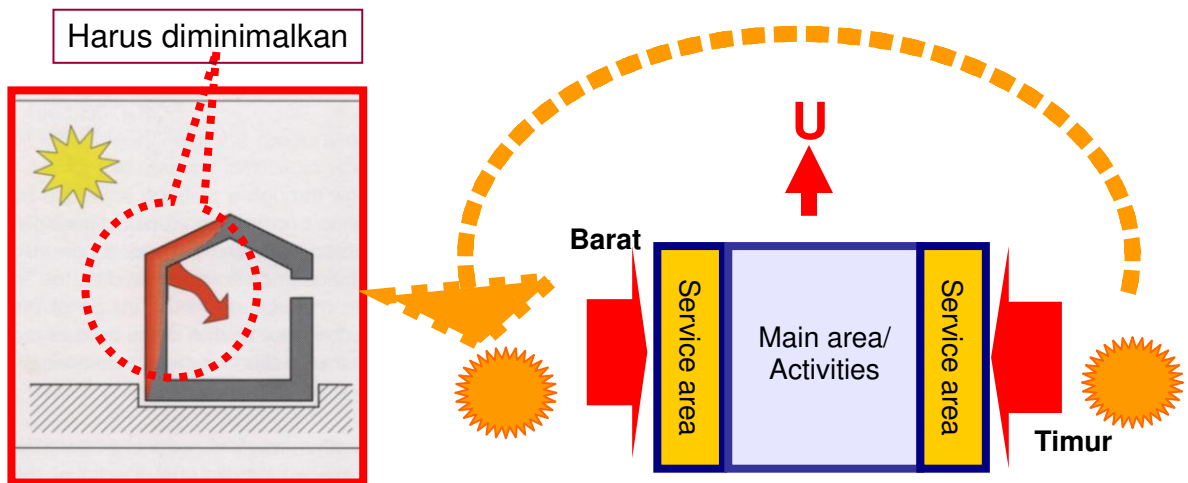 Harus diminimalkan
U
Barat
Service area
Main area/
Activities
Service area
Timur